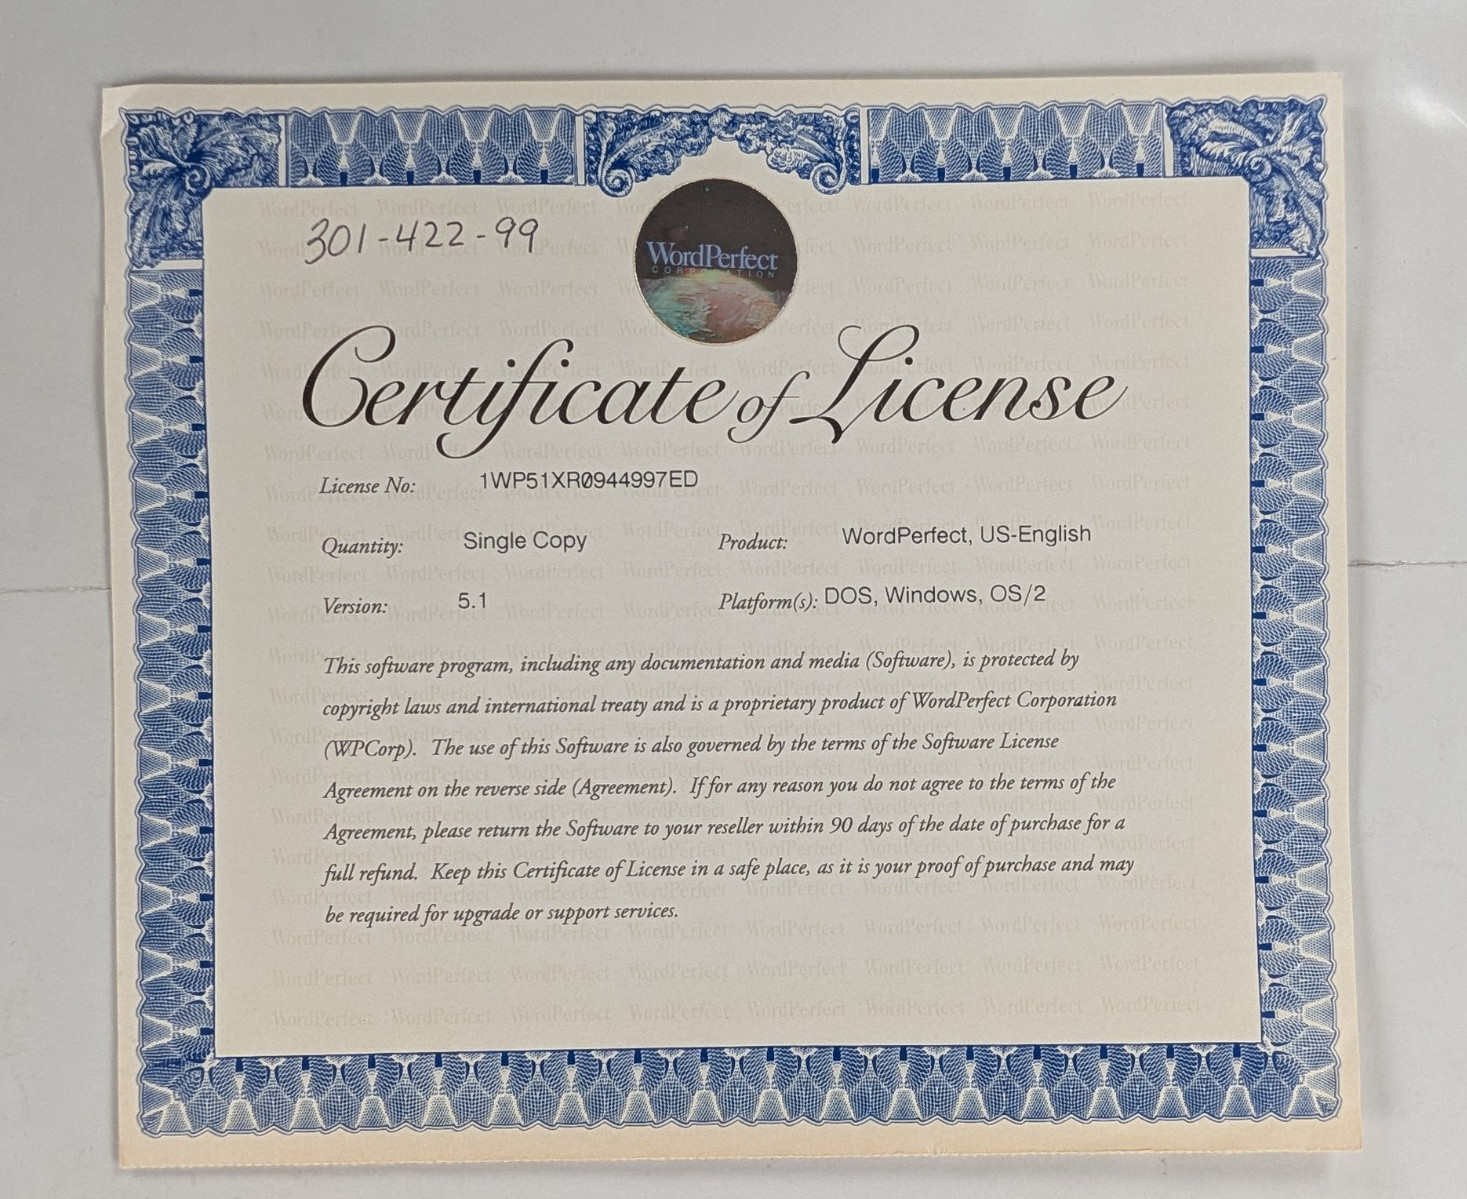 301-422-99
WordPerfect
CORPORATION
Certificate of License
License No: 1WP51XR0944997ED
Quantity: Single Copy Product: WordPerfect, US-English
Version: 5.1 Platform(s): DOS, Windows, OS/2
This software program, including any documentation and media (Software), is protected by
copyright laws and international treaty and is a proprietary product of WordPerfect Corporation
(WPCorp). The use of this Software is also governed by the terms of the Software License
Agreement on the reverse side (Agreement). If for any reason you do not agree to the terms of the
Agreement, please return the Software to your reseller within 90 days of the date of purchase for a
full refund. Keep this Certificate of License in a safe place, as it is your proof of purchase and may
be required for upgrade or support services.